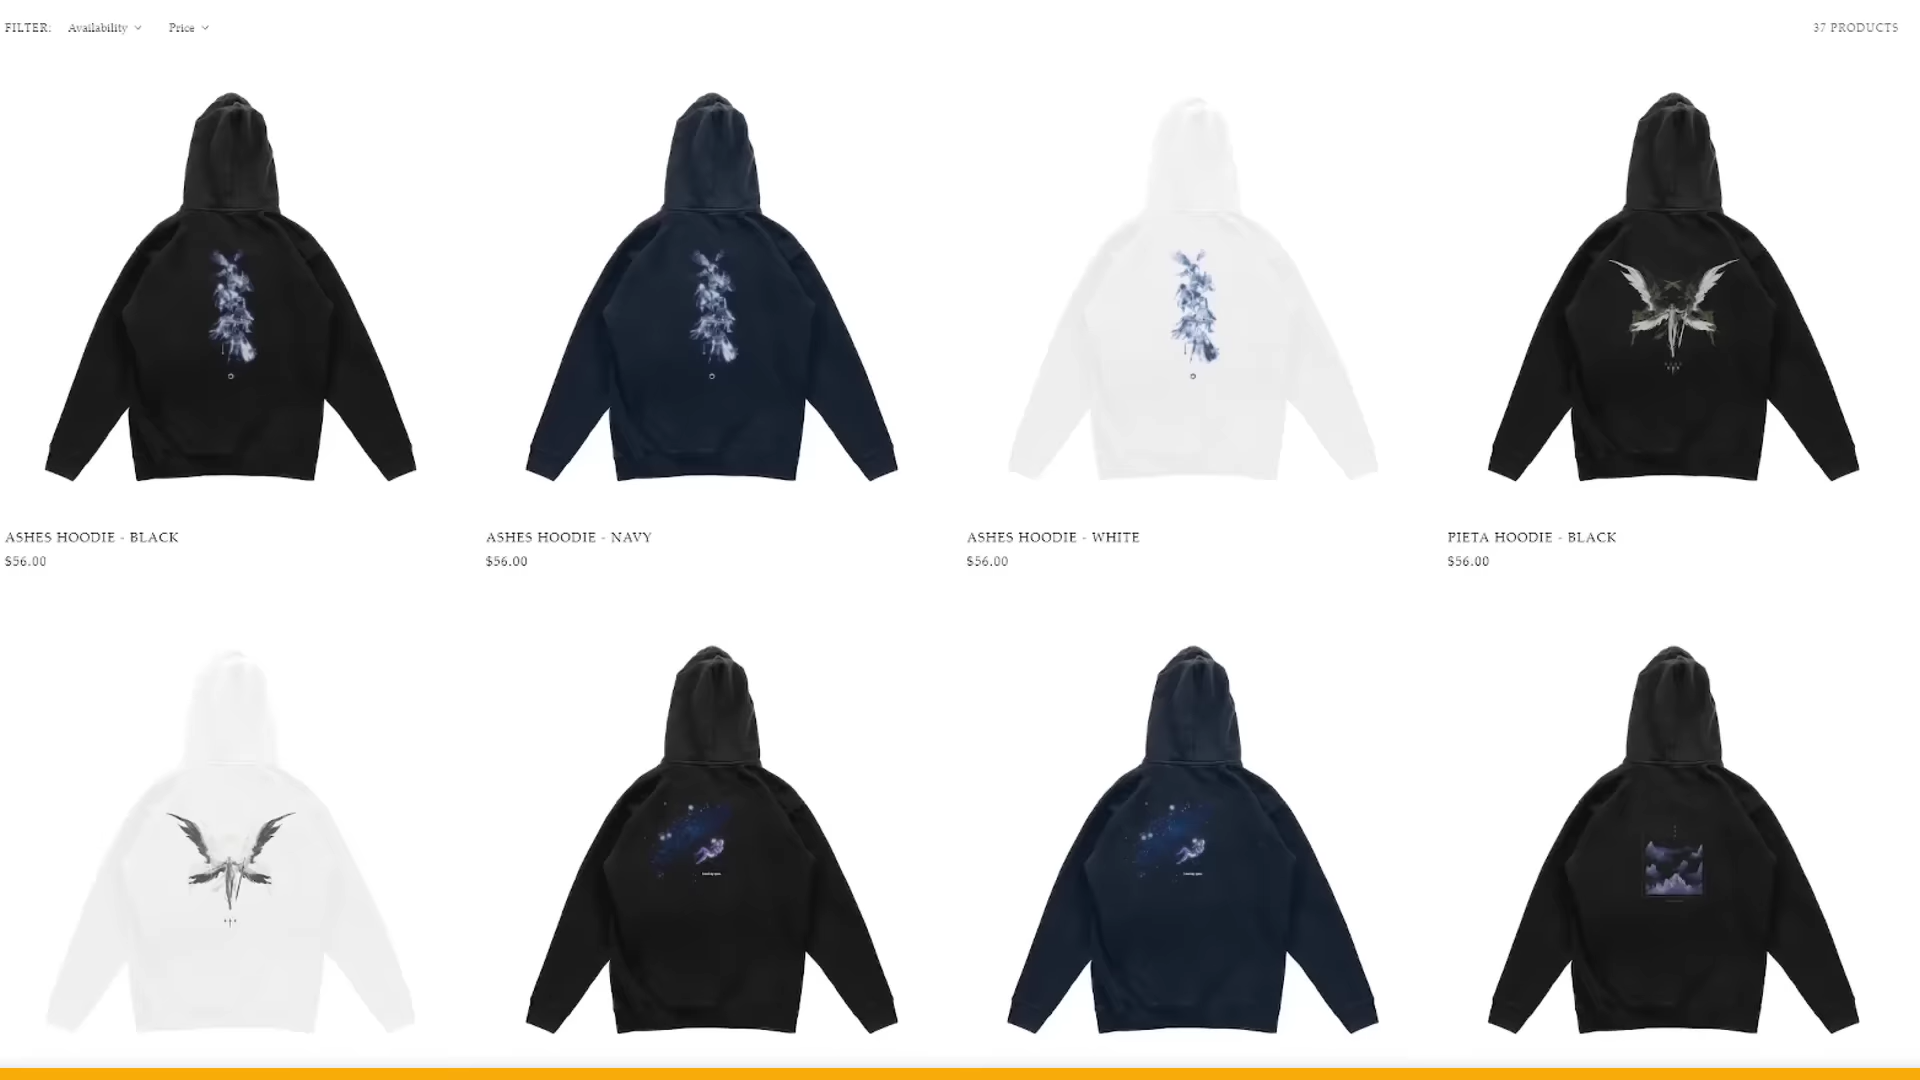 FILTER: Availability Price
37 PRODUCTS
ASHES HOODIE - BLACK
$56.00
ASHES HOODIE - NAVY
$56.00
ASHES HOODIE - WHITE
$56.00
PIETA HOODIE - BLACK
$56.00